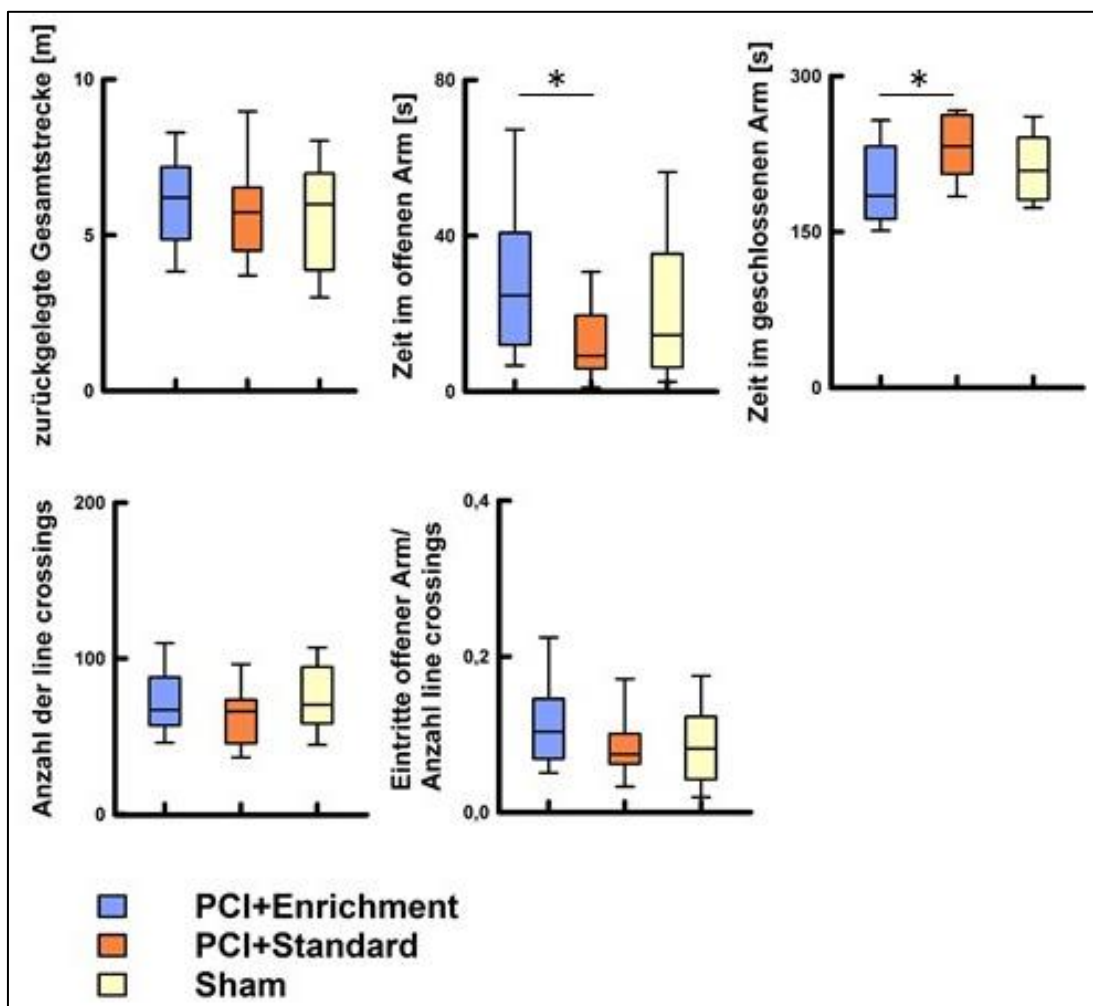 zurückgelegte Gesamtstrecke [m]
10
5
0
Zeit im offenen Arm [s]
80
40
0
*
Zeit im geschlossenen Arm [s]
300
150
0
*
Anzahl der line crossings
200
100
0
Eintritte offener Arm/
Anzahl line crossings
0,4
0,2
0,0
PCI+Enrichment
PCI+Standard
Sham